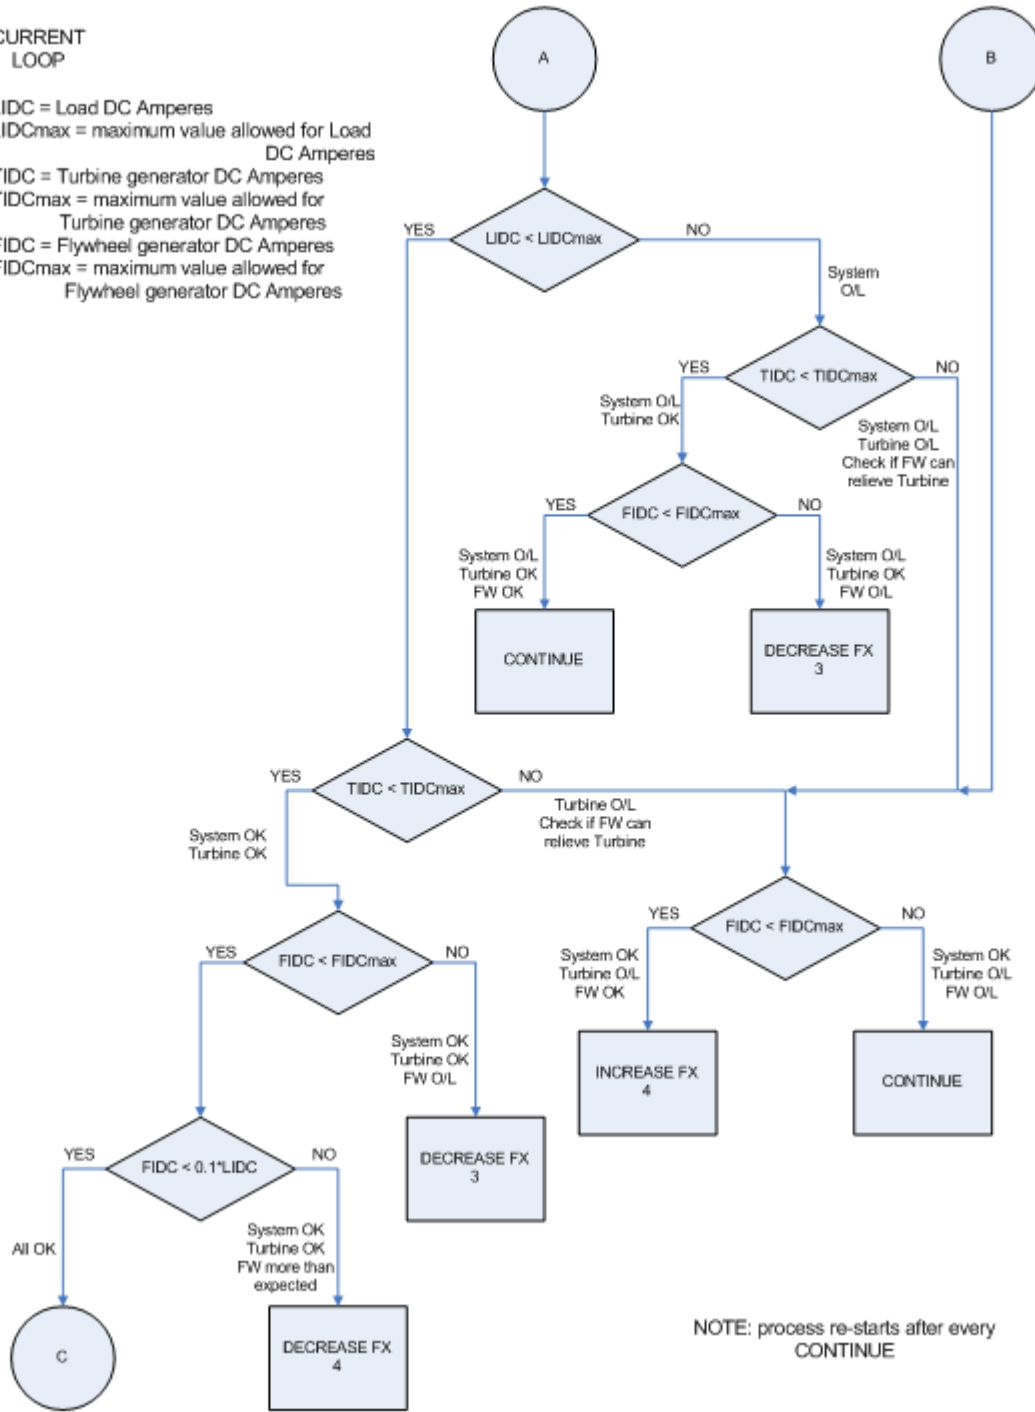 CURRENT
LOOP
LIDC = Load DC Amperes
LIDCmax = maximum value allowed for Load
DC Amperes
TIDC = Turbine generator DC Amperes
TIDCmax = maximum value allowed for
Turbine generator DC Amperes
FIDC = Flywheel generator DC Amperes
FIDCmax = maximum value allowed for
Flywheel generator DC Amperes
A
B
YES
LIDC < LIDCmax
NO
System
O/L
YES
TIDC < TIDCmax
NO
System O/L
Turbine OK
System O/L
Turbine O/L
Check if FW can
relieve Turbine
YES
FIDC < FIDCmax
NO
System O/L
Turbine OK
FW OK
System O/L
Turbine OK
FW O/L
CONTINUE
DECREASE FX
3
YES
TIDC < TIDCmax
NO
Turbine O/L
Check if FW can
relieve Turbine
System OK
Turbine OK
YES
FIDC < FIDCmax
NO
System OK
Turbine O/L
FW OK
System OK
Turbine O/L
FW O/L
YES
FIDC < FIDCmax
NO
System OK
Turbine OK
FW O/L
INCREASE FX
4
CONTINUE
YES
FIDC < 0.1*LIDC
NO
DECREASE FX
3
All OK
System OK
Turbine OK
FW more than
expected
C
DECREASE FX
4
NOTE: process re-starts after every
CONTINUE